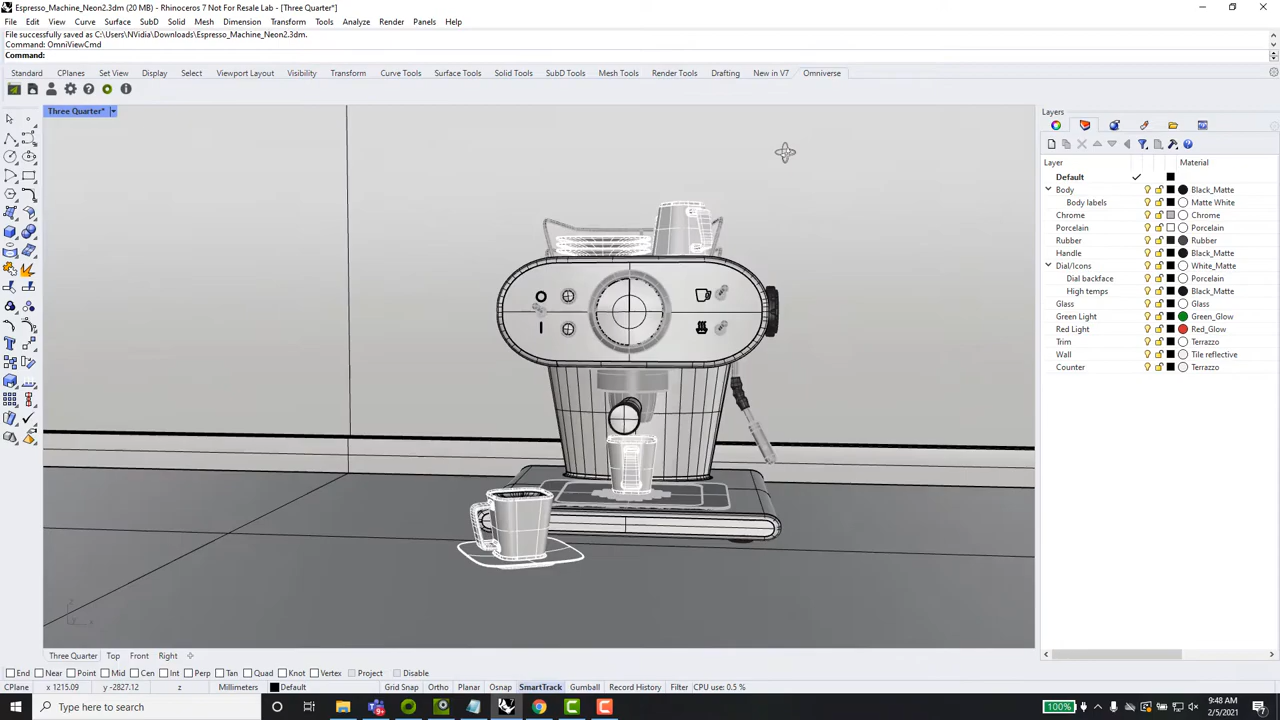 Espresso_Machine_Neon2.3dm (20 MB) - Rhinoceros 7 Not For Resale Lab - [Three Quarter*]
File Edit View Curve Surface SubD Solid Mesh Dimension Transform Tools Analyze Render Panels Help
File successfully saved as C:\Users\NVidia\Downloads\Espresso_Machine_Neon2.3dm.
Command: OmniViewCmd
Command:
Standard CPlanes Set View Display Select Viewport Layout Visibility Transform Curve Tools Surface Tools Solid Tools SubD Tools Mesh Tools Render Tools Drafting New in V7 Omniverse
Three Quarter*
Layers
Layer Material
Default
Body Black_Matte
Body labels Matte White
Chrome Chrome
Porcelain Porcelain
Rubber Rubber
Handle Black_Matte
Dial/Icons White_Matte
Dial backface Porcelain
High temps Black_Matte
Glass Glass
Green Light Green_Glow
Red Light Red_Glow
Trim Terrazzo
Wall Tile reflective
Counter Terrazzo
Three Quarter Top Front Right
End Near Point Mid Cen Int Perp Tan Quad Knot Vertex Project Disable
CPlane x 1215.09 y -2827.12 z Millimeters Default Grid Snap Ortho Planar Osnap SmartTrack Gumball Record History Filter CPU use: 0.5 %
Type here to search
100%
9:48 AM
2/5/2021